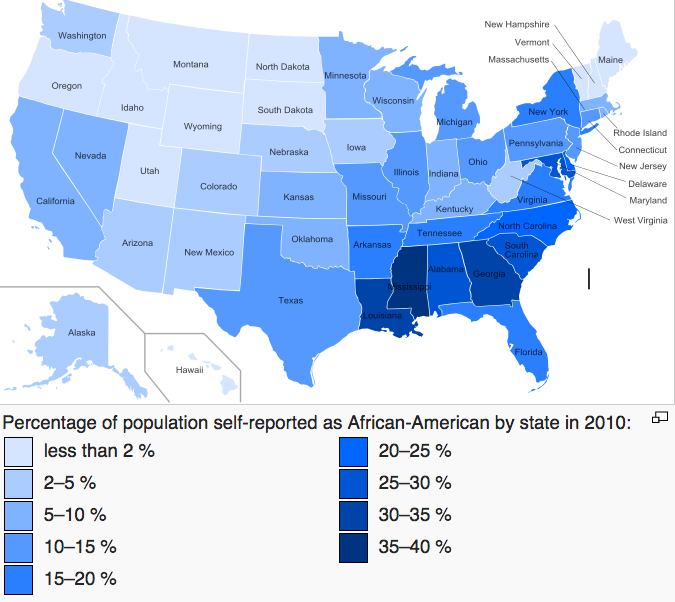 New Hampshire
Vermont
Massachusetts
Maine
Washington
Montana
North Dakota
Minnesota
Oregon
Idaho
Wyoming
South Dakota
Wisconsin
Michigan
New York
Rhode Island
Connecticut
New Jersey
Delaware
Maryland
West Virginia
Nevada
Utah
Colorado
Nebraska
Iowa
Illinois
Indiana
Ohio
Pennsylvania
California
Kansas
Missouri
Kentucky
Virginia
Arizona
New Mexico
Oklahoma
Arkansas
Tennessee
North Carolina
South
Carolina
Texas
Louisiana
Mississippi
Alabama
Georgia
Florida
Alaska
Hawaii
Percentage of population self-reported as African-American by state in 2010:
less than 2 %
2–5 %
5–10 %
10–15 %
15–20 %
20–25 %
25–30 %
30–35 %
35–40 %